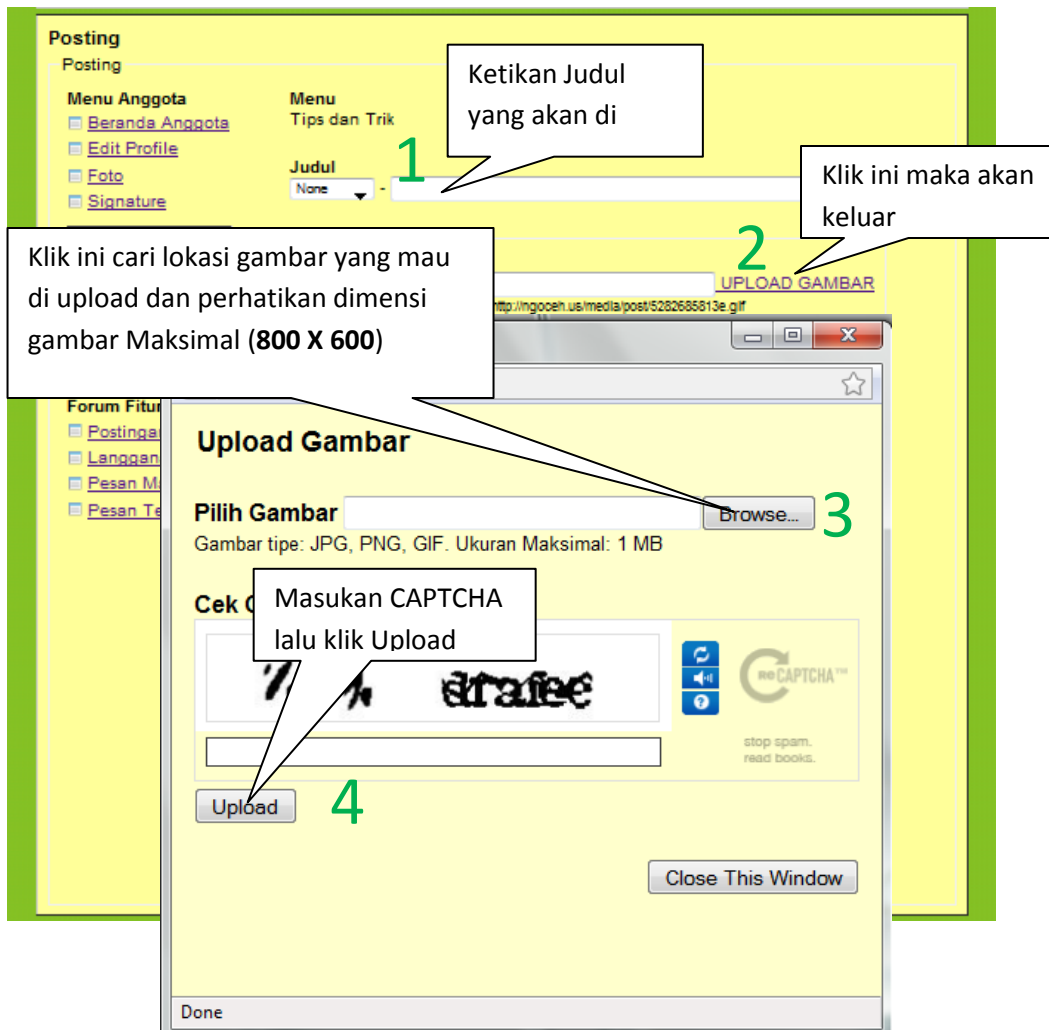 Posting
Posting
Menu Anggota
Beranda Anggota
Edit Profile
Foto
Signature
Menu
Tips dan Trik
Judul
None -
1
Ketikan Judul
yang akan di
Klik ini maka akan
keluar
2
UPLOAD GAMBAR
http://ngoceh.us/media/post/5282685813e.gif
Klik ini cari lokasi gambar yang mau
di upload dan perhatikan dimensi
gambar Maksimal (800 X 600)
Forum Fitur
Upload Gambar
Pilih Gambar
Browse...
3
Gambar tipe: JPG, PNG, GIF. Ukuran Maksimal: 1 MB
Cek
Masukan CAPTCHA
lalu klik Upload
drafee
reCAPTCHA™
stop spam.
read books.
Upload
4
Close This Window
Done